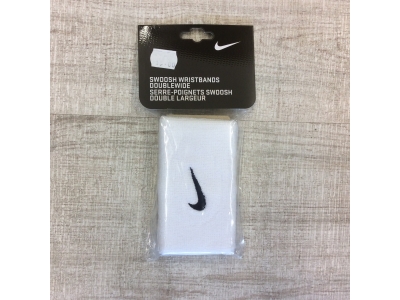 SWOOSH WRISTBANDS
DOUBLEWIDE
SERRE-POIGNETS SWOOSH
DOUBLE LARGEUR